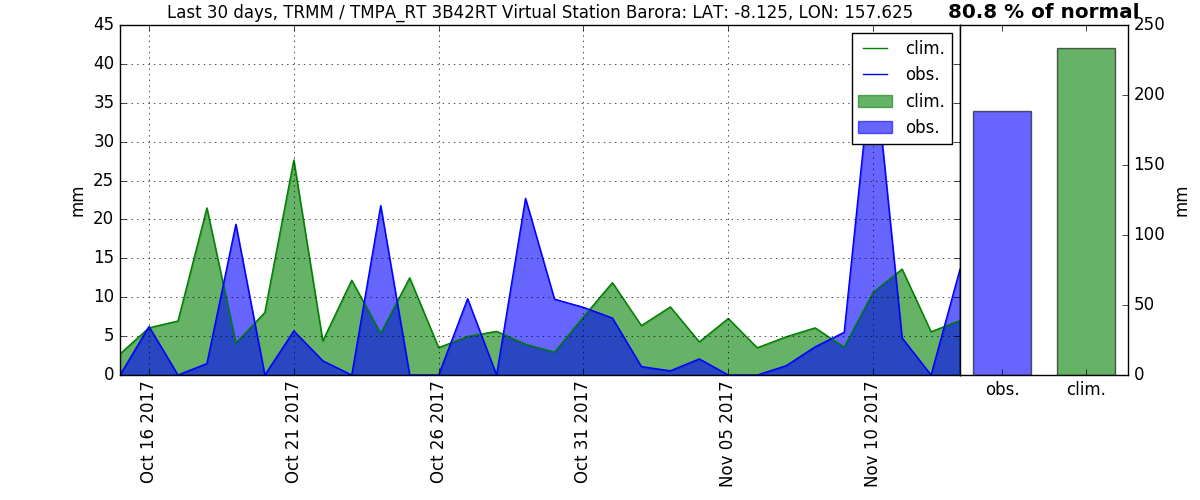 Last 30 days, TRMM / TMPA_RT 3B42RT Virtual Station Barora: LAT: -8.125, LON: 157.625
80.8 % of normal
45
40
35
30
25
20
15
10
5
0
mm
clim.
obs.
clim.
obs.
Oct 16 2017
Oct 21 2017
Oct 26 2017
Oct 31 2017
Nov 05 2017
Nov 10 2017
250
200
150
100
50
0
mm
obs.
clim.